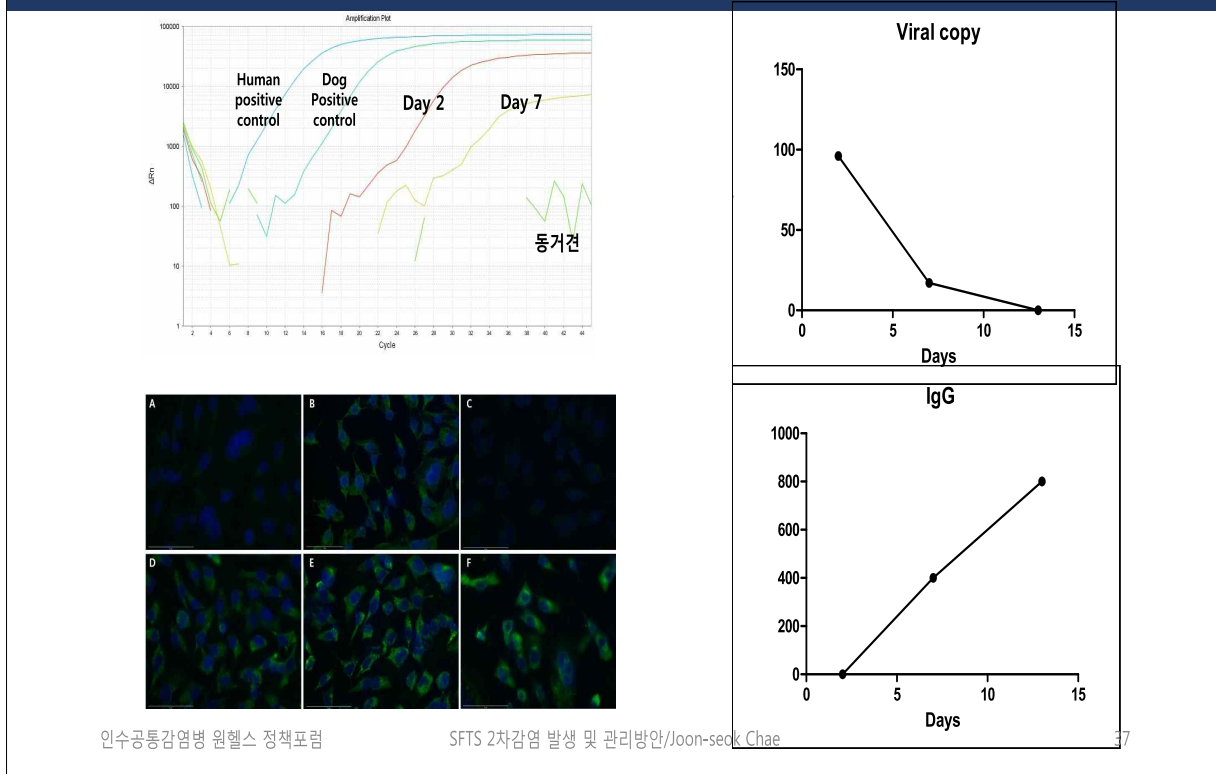 Amplification Plot
100000
10000
1000
100
10
1
ΔRn
Human
positive
control
Dog
Positive
control
Day 2
Day 7
동거견
2 4 6 8 10 12 14 16 18 20 22 24 26 28 30 32 34 36 38 40 42 44
Cycle
Viral copy
150
100
50
0
0 5 10 15
Days
A B C
D E F
IgG
1000
800
600
400
200
0
0 5 10 15
Days
인수공통감염병 원헬스 정책포럼
SFTS 2차감염 발생 및 관리방안/Joon-seok Chae
37